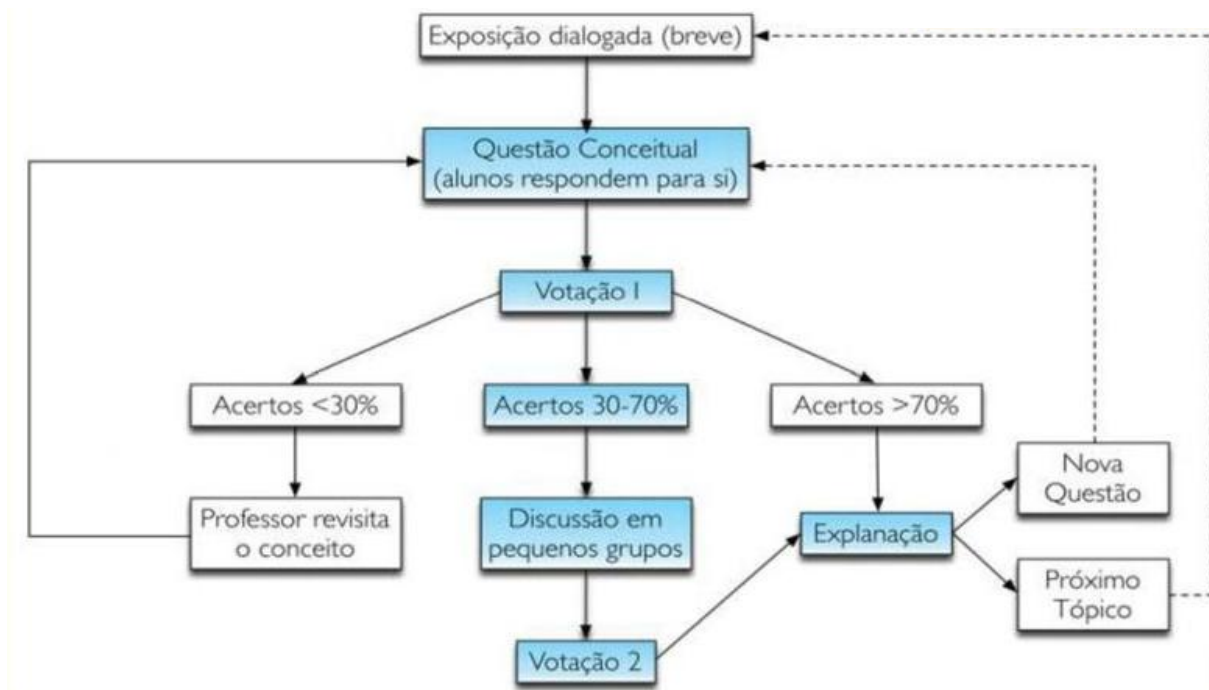 Exposição dialogada (breve)
Questão Conceitual
(alunos respondem para si)
Votação I
Acertos <30%
Acertos 30-70%
Acertos >70%
Professor revisita
o conceito
Discussão em
pequenos grupos
Explanação
Nova
Questão
Próximo
Tópico
Votação 2